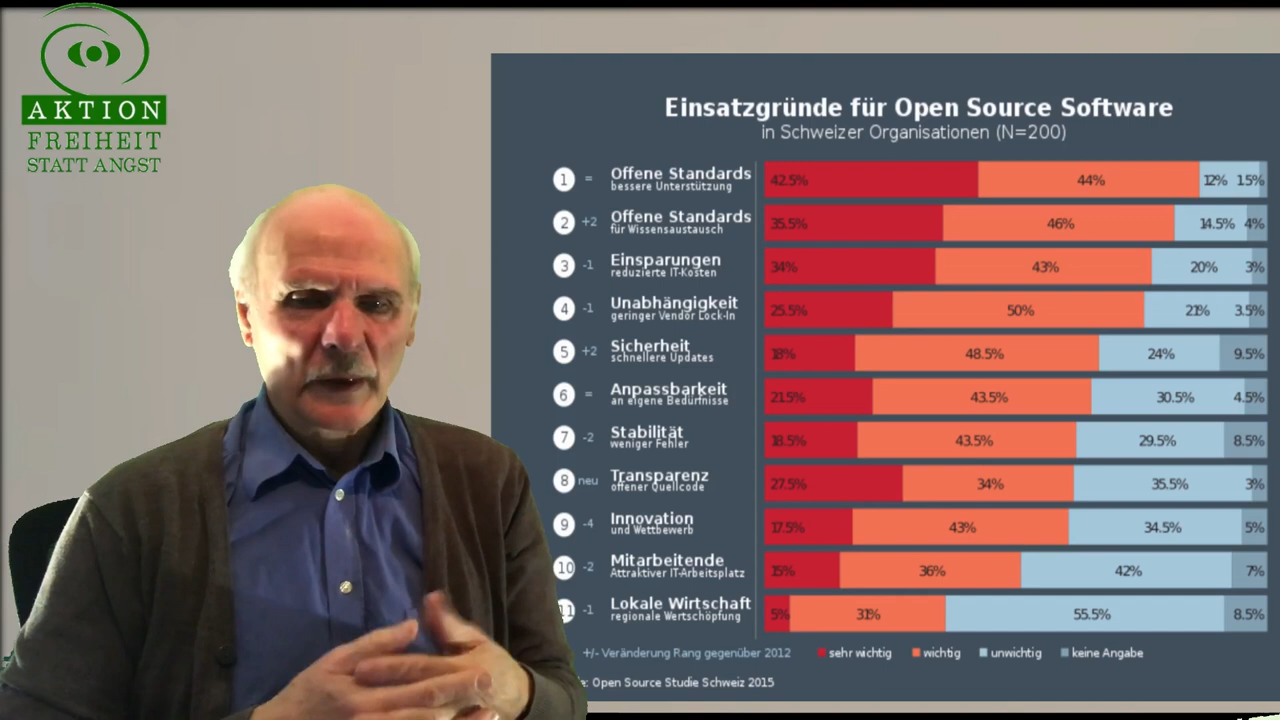 AKTION
FREIHEIT
STATT ANGST
Einsatzgründe für Open Source Software
in Schweizer Organisationen (N=200)
1 = Offene Standards 42.5% 44% 12% 1.5%
bessere Unterstützung
2 +2 Offene Standards 35.5% 46% 14.5% 4%
für Wissensaustausch
3 -1 Einsparungen 34% 43% 20% 3%
reduzierte IT-Kosten
4 -1 Unabhängigkeit 25.5% 50% 21% 3.5%
geringer Vendor Lock-In
5 +2 Sicherheit 18% 48.5% 24% 9.5%
schnellere Updates
6 = Anpassbarkeit 21.5% 43.5% 30.5% 4.5%
an eigene Bedürfnisse
7 -2 Stabilität 18.5% 43.5% 29.5% 8.5%
weniger Fehler
8 neu Transparenz 27.5% 34% 35.5% 3%
offener Quellcode
9 -4 Innovation 17.5% 43% 34.5% 5%
und Wettbewerb
10 -2 Mitarbeitende 15% 36% 42% 7%
Attraktiver IT-Arbeitsplatz
11 -1 Lokale Wirtschaft 5% 31% 55.5% 8.5%
regionale Wertschöpfung
+/- Veränderung Rang gegenüber 2012 sehr wichtig wichtig unwichtig keine Angabe
Open Source Studie Schweiz 2015